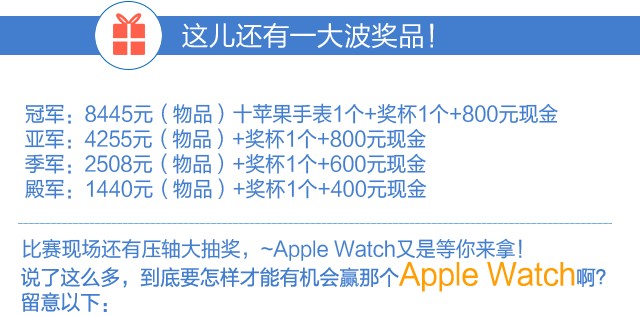 这儿还有一大波奖品！
冠军：8445元（物品）十苹果手表1个+奖杯1个+800元现金
亚军：4255元（物品）+奖杯1个+800元现金
季军：2508元（物品）+奖杯1个+600元现金
殿军：1440元（物品）+奖杯1个+400元现金
比赛现场还有压轴大抽奖，~Apple Watch又是等你来拿！
说了这么多，到底要怎样才能有机会赢那个Apple Watch啊？
留意以下：